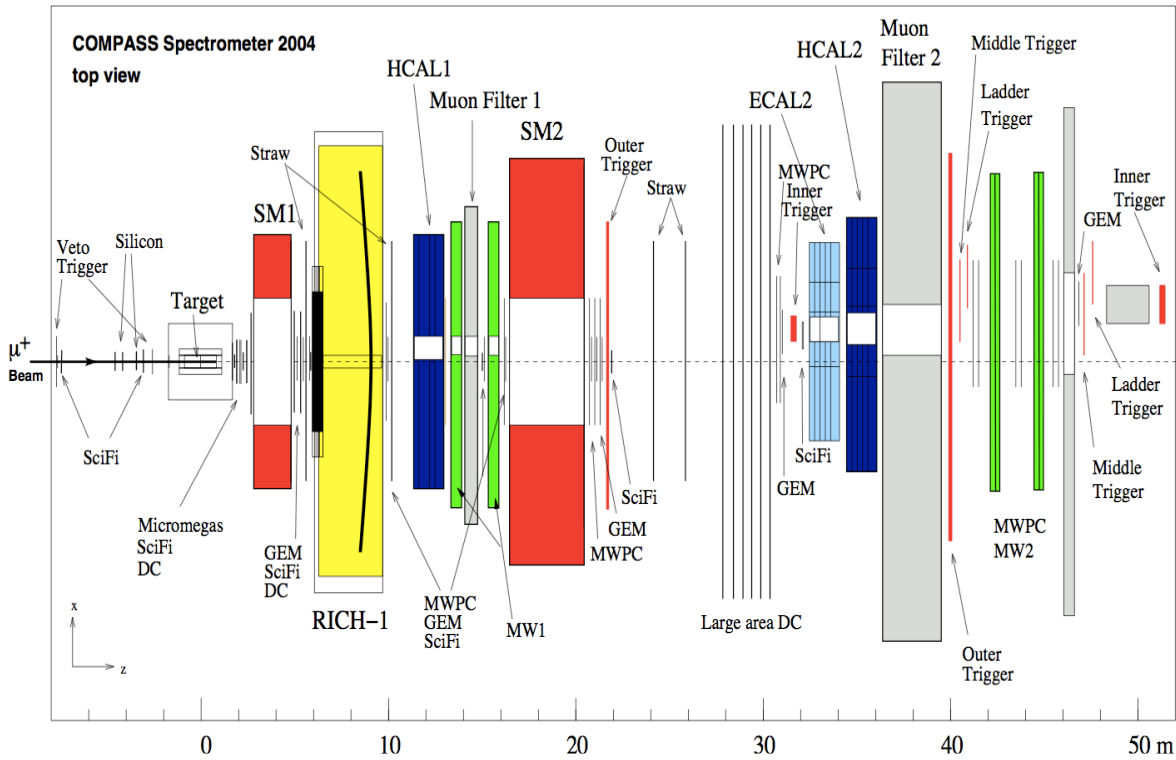 COMPASS Spectrometer 2004
top view
Muon
Filter 2
HCAL2
Middle Trigger
HCAL1
Ladder
Trigger
Muon Filter 1
ECAL2
SM2
Outer
Trigger
Straw
MWPC
Inner
Trigger
Straw
Inner
Trigger
GEM
SM1
Veto
Trigger
Silicon
Target
μ+
Beam
Ladder
Trigger
SciFi
SciFi
GEM
Middle
Trigger
SciFi
Micromegas
SciFi
DC
GEM
SciFi
DC
GEM
MWPC
MWPC
MW2
RICH-1
MWPC
GEM
SciFi
MW1
Large area DC
Outer
Trigger
x
z
0
10
20
30
40
50 m